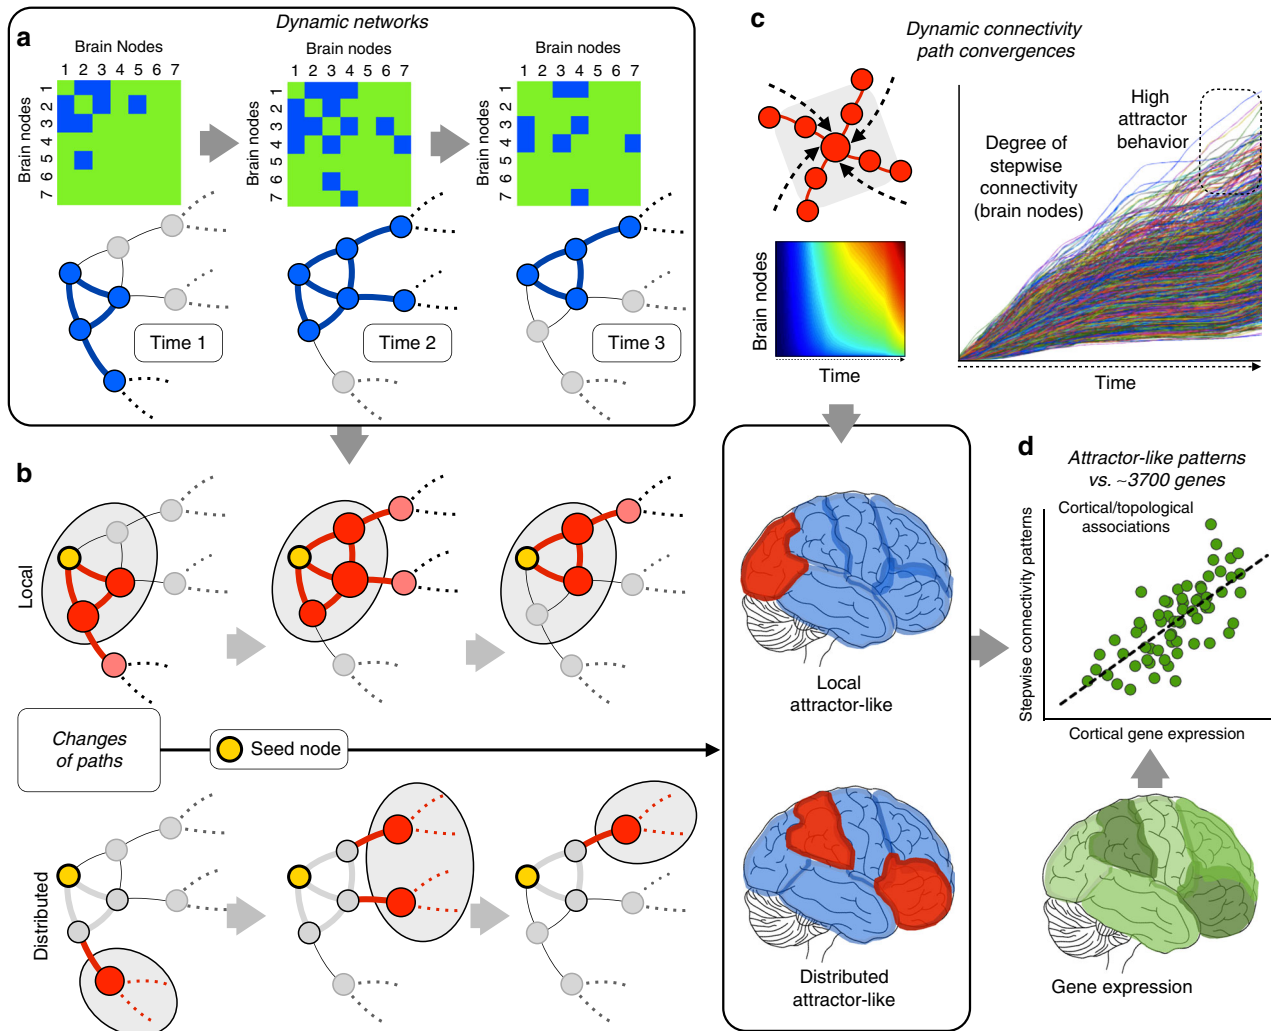 a
Dynamic networks
Brain Nodes
1 2 3 4 5 6 7
Brain nodes
1
2
3
4
5
6
7
Brain nodes
1 2 3 4 5 6 7
Brain nodes
1
2
3
4
5
6
7
Brain nodes
1 2 3 4 5 6 7
Brain nodes
1
2
3
4
5
6
7
Time 1
Time 2
Time 3
b
Local
Changes
of paths
Seed node
Distributed
c
Dynamic connectivity
path convergences
Brain nodes
Time
Degree of
stepwise
connectivity
(brain nodes)
High
attractor
behavior
Time
Local
attractor-like
Distributed
attractor-like
d
Attractor-like patterns
vs. ~3700 genes
Cortical/topological
associations
Stepwise connectivity patterns
Cortical gene expression
Gene expression